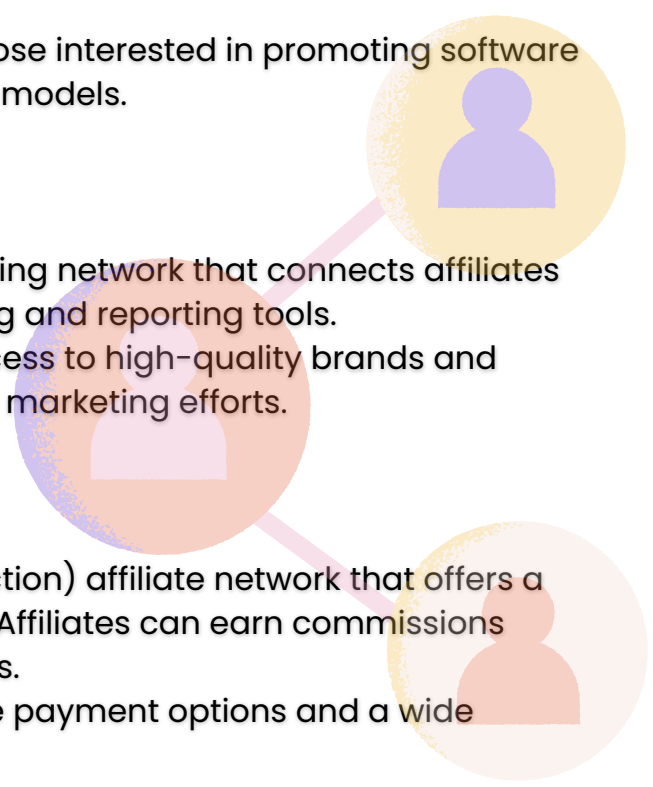 ose interested in promoting software
models.
ing network that connects affiliates
g and reporting tools.
cess to high-quality brands and
marketing efforts.
ction) affiliate network that offers a
Affiliates can earn commissions
s.
e payment options and a wide